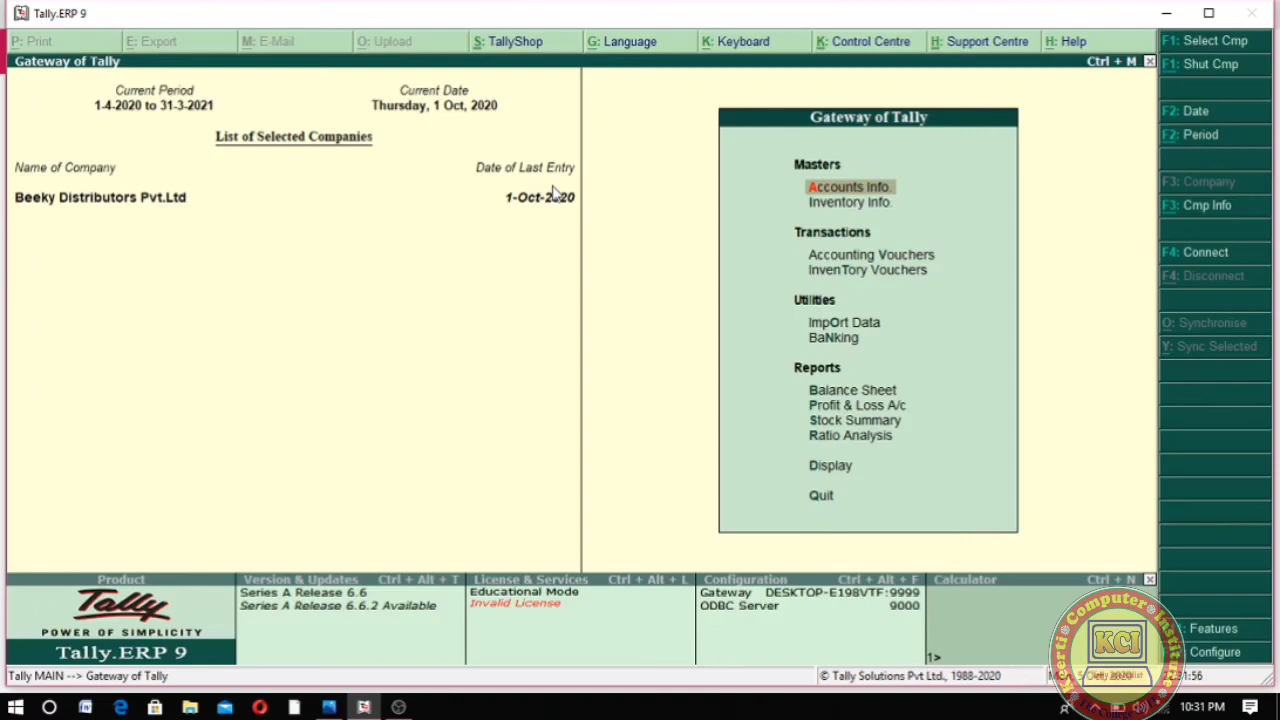 Tally.ERP 9
P: Print
E: Export
M: E-Mail
O: Upload
S: TallyShop
G: Language
K: Keyboard
K: Control Centre
H: Support Centre
H: Help
Gateway of Tally
Ctrl + M
Current Period
1-4-2020 to 31-3-2021
Current Date
Thursday, 1 Oct, 2020
List of Selected Companies
Name of Company
Date of Last Entry
Beeky Distributors Pvt.Ltd
1-Oct-2020
Gateway of Tally
Masters
Accounts Info.
Inventory Info.
Transactions
Accounting Vouchers
InvenTory Vouchers
Utilities
ImpOrt Data
BaNking
Reports
Balance Sheet
Profit & Loss A/c
Stock Summary
Ratio Analysis
Display
Quit
F1: Select Cmp
F1: Shut Cmp
F2: Date
F2: Period
F3: Company
F3: Cmp Info
F4: Connect
F4: Disconnect
O: Synchronise
Y: Sync Selected
Features
Configure
Product
Tally
POWER OF SIMPLICITY
Tally.ERP 9
Version & Updates Ctrl + Alt + T
Series A Release 6.6
Series A Release 6.6.2 Available
License & Services Ctrl + Alt + L
Educational Mode
Invalid License
Configuration Ctrl + Alt + F
Gateway DESKTOP-E198VTF:9999
ODBC Server 9000
Calculator Ctrl + N
1>
Computer
KCI
Tally MAIN --> Gateway of Tally
© Tally Solutions Pvt Ltd., 1988-2020
10:31 PM